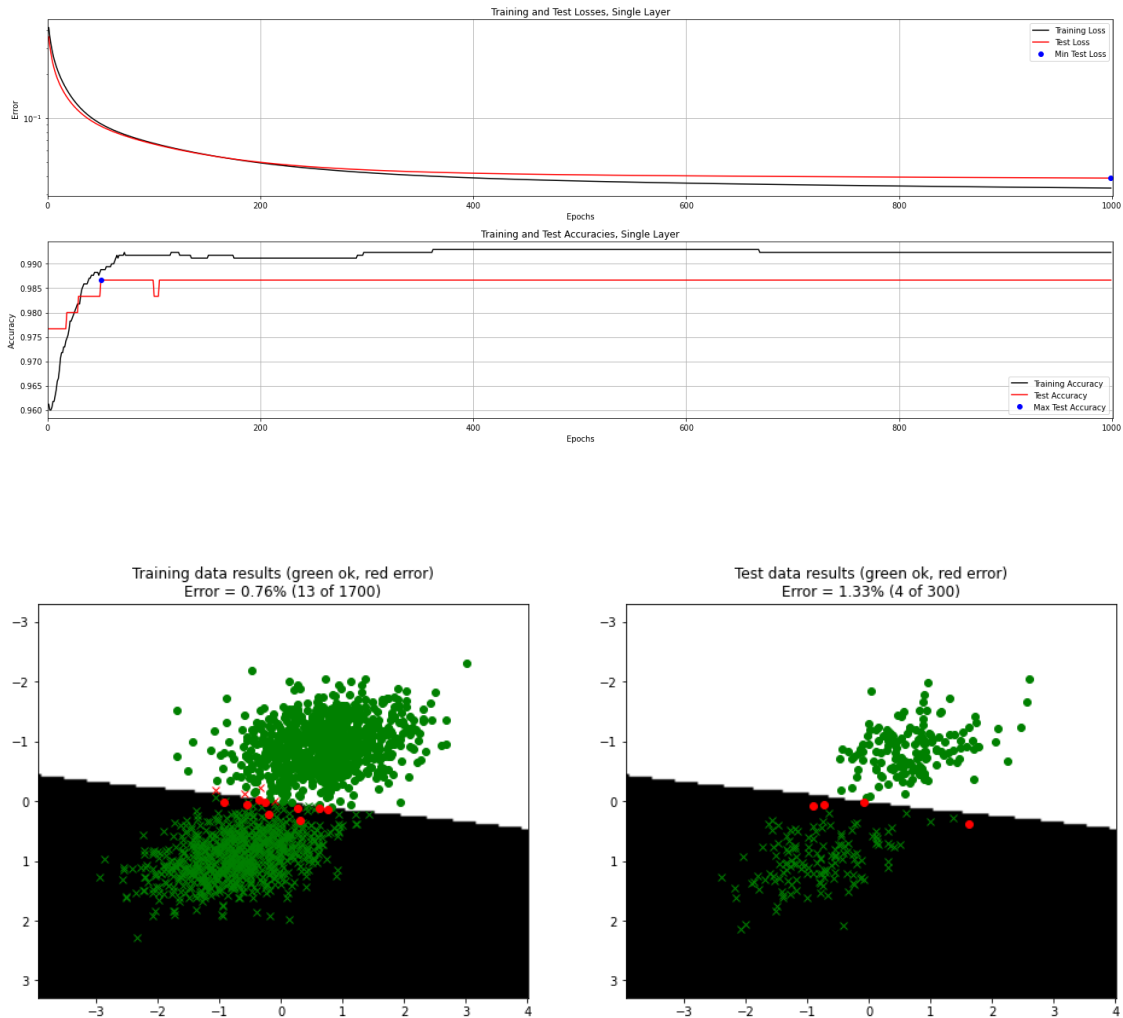 Training and Test Losses, Single Layer
Training Loss
Test Loss
Min Test Loss
Error
10⁻¹
0 200 400 600 800 1000
Epochs
Training and Test Accuracies, Single Layer
0.990
0.985
0.980
0.975
0.970
0.965
0.960
Accuracy
Training Accuracy
Test Accuracy
Max Test Accuracy
0 200 400 600 800 1000
Epochs
Training data results (green ok, red error)
Error = 0.76% (13 of 1700)
−3
−2
−1
0
1
2
3
−3 −2 −1 0 1 2 3 4
Test data results (green ok, red error)
Error = 1.33% (4 of 300)
−3
−2
−1
0
1
2
3
−3 −2 −1 0 1 2 3 4